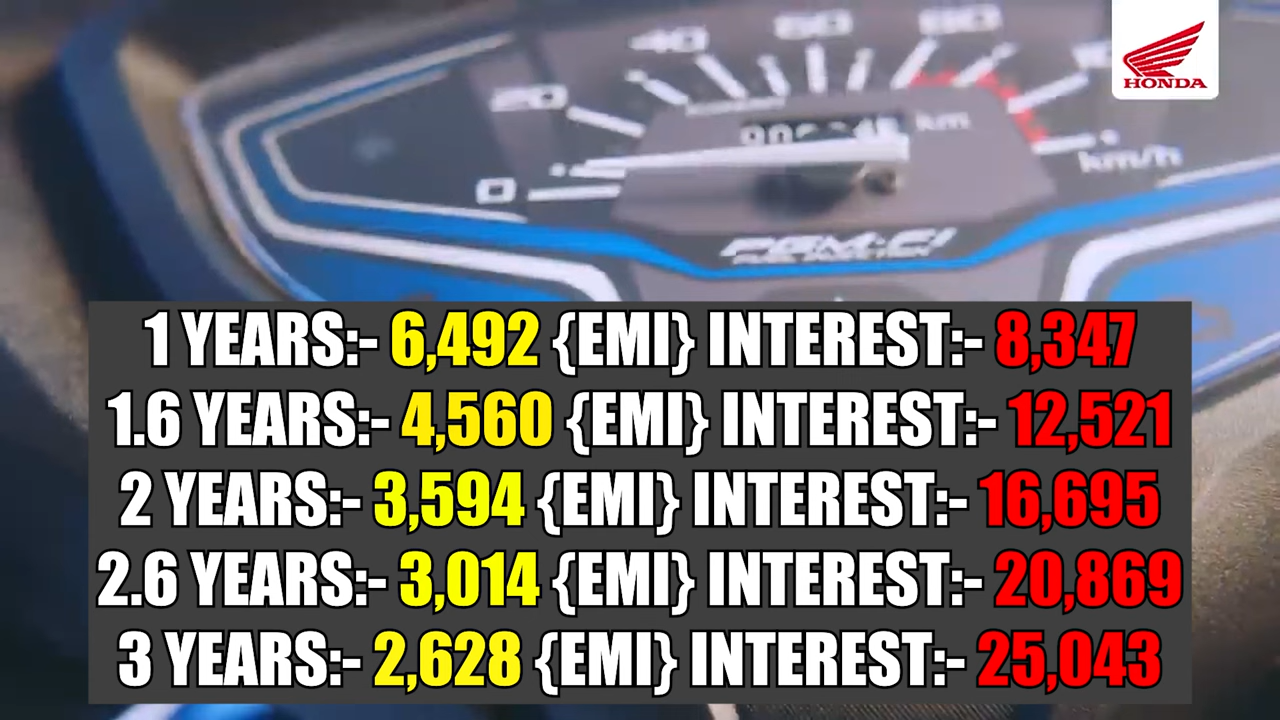 40 60 80
HONDA
20
km
0
km/h
PGM-FI
1 YEARS:- 6,492 {EMI} INTEREST:- 8,347
1.6 YEARS:- 4,560 {EMI} INTEREST:- 12,521
2 YEARS:- 3,594 {EMI} INTEREST:- 16,695
2.6 YEARS:- 3,014 {EMI} INTEREST:- 20,869
3 YEARS:- 2,628 {EMI} INTEREST:- 25,043